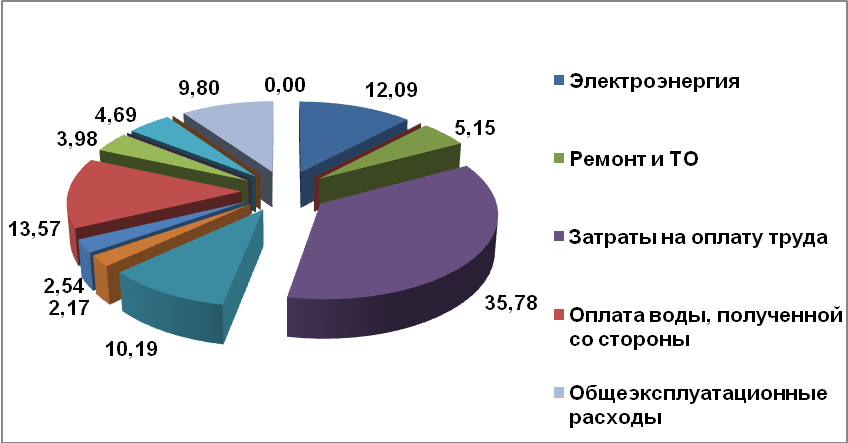 0,00
12,09
5,15
35,78
10,19
2,17
2,54
13,57
3,98
4,69
9,80
Электроэнергия
Ремонт и ТО
Затраты на оплату труда
Оплата воды, полученной
со стороны
Общеэксплуатационные
расходы